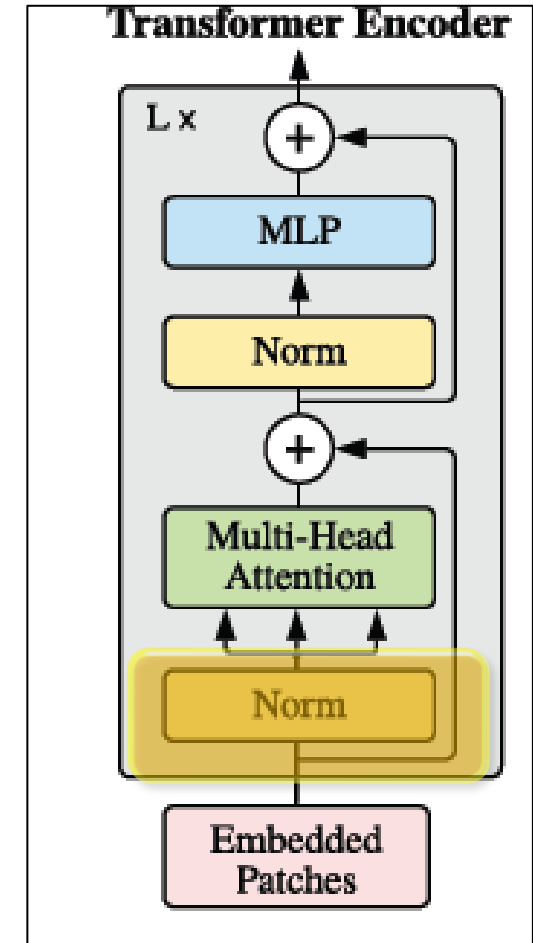 Transformer Encoder
L x
+
MLP
Norm
+
Multi-Head
Attention
Norm
Embedded
Patches